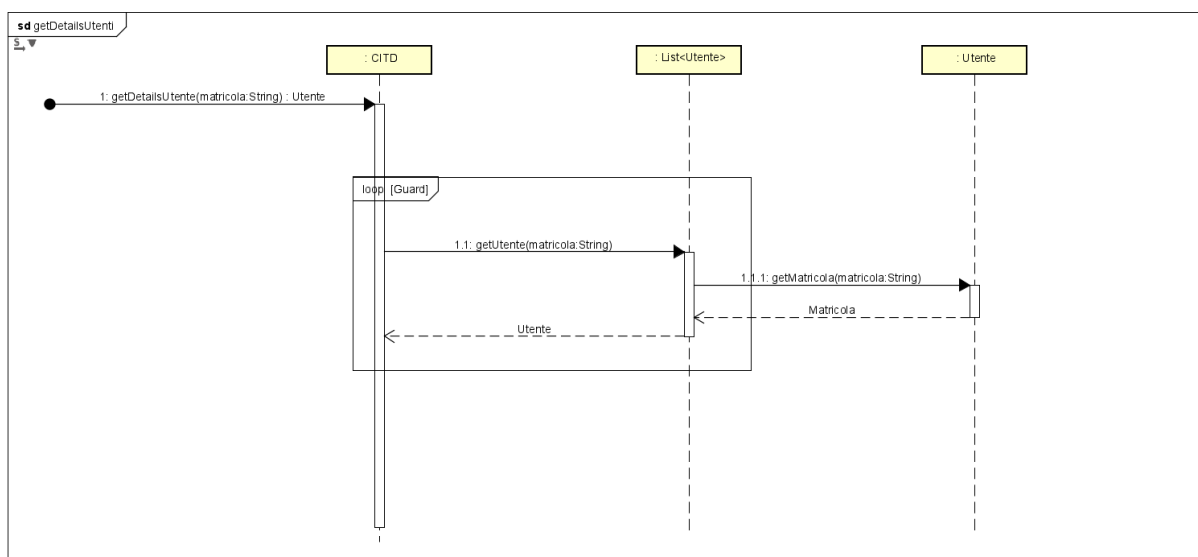 sd getDetailsUtenti
S
: CITD
: List<Utente>
: Utente
1: getDetailsUtente(matricola:String) : Utente
loop [Guard]
1.1: getUtente(matricola:String)
1.1.1: getMatricola(matricola:String)
Matricola
Utente